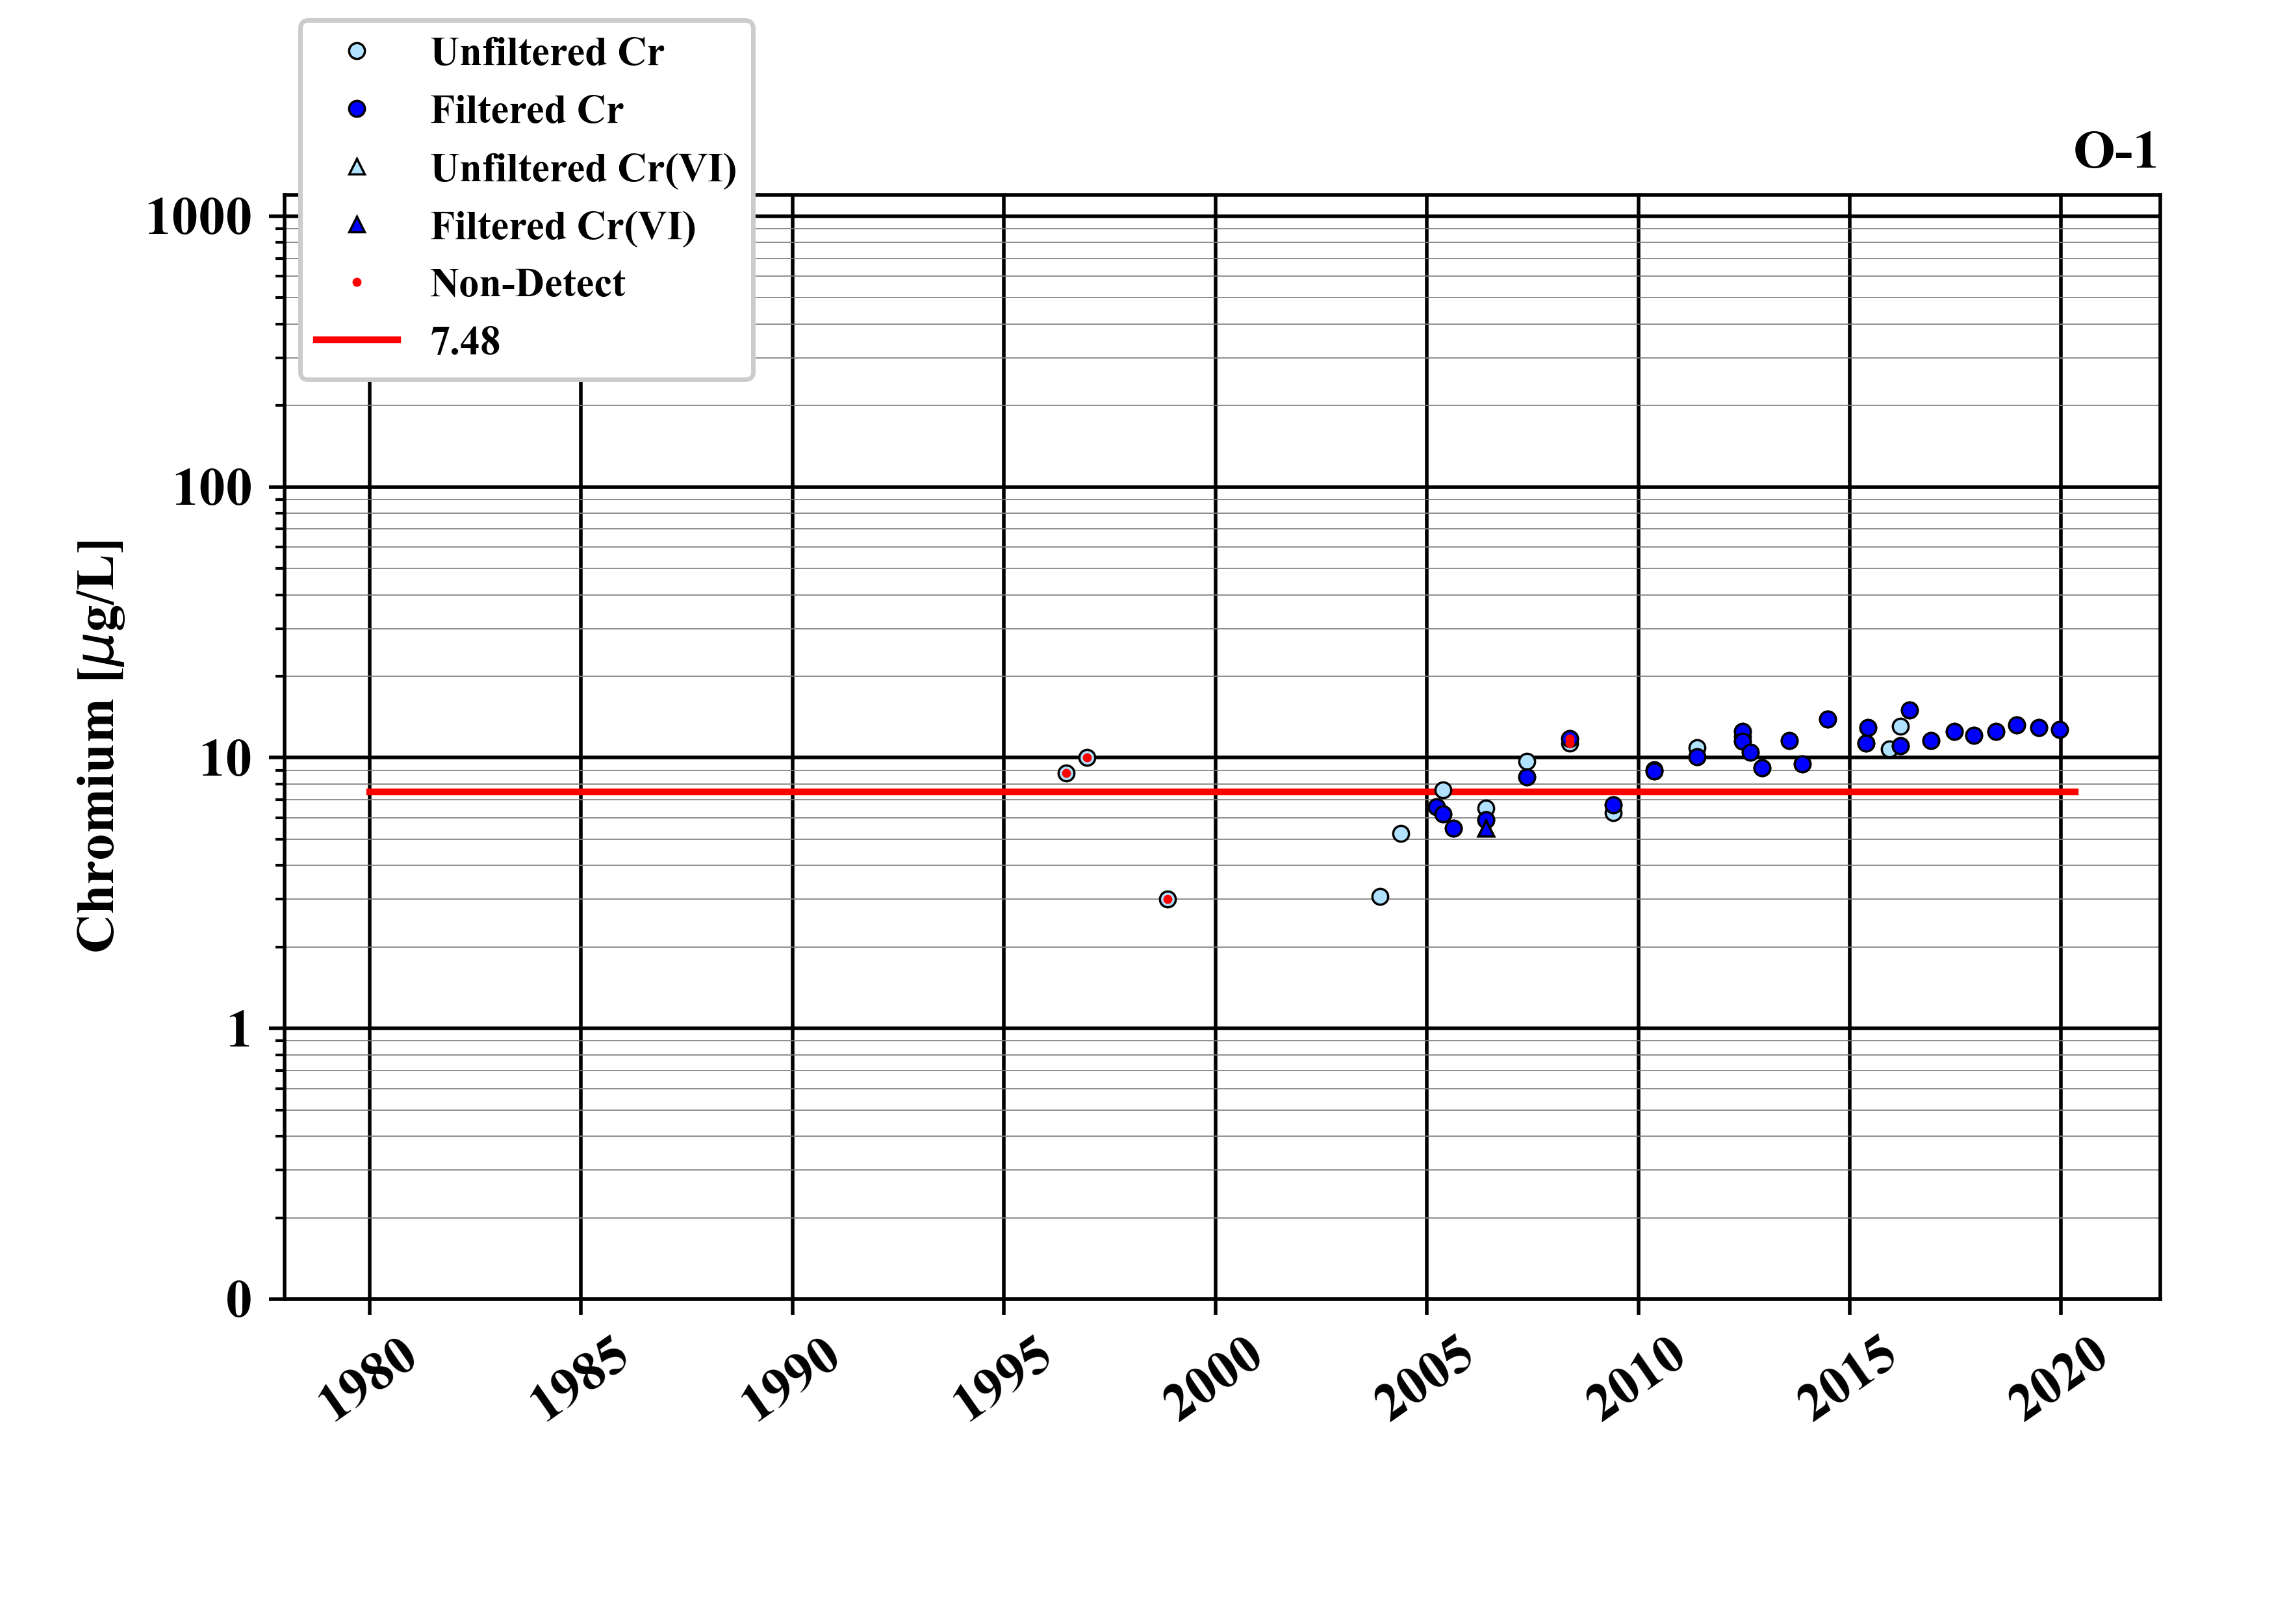 Unfiltered Cr
Filtered Cr
Unfiltered Cr(VI)
Filtered Cr(VI)
Non-Detect
7.48
O-1
1000
100
10
1
0
Chromium [μg/L]
1980
1985
1990
1995
2000
2005
2010
2015
2020